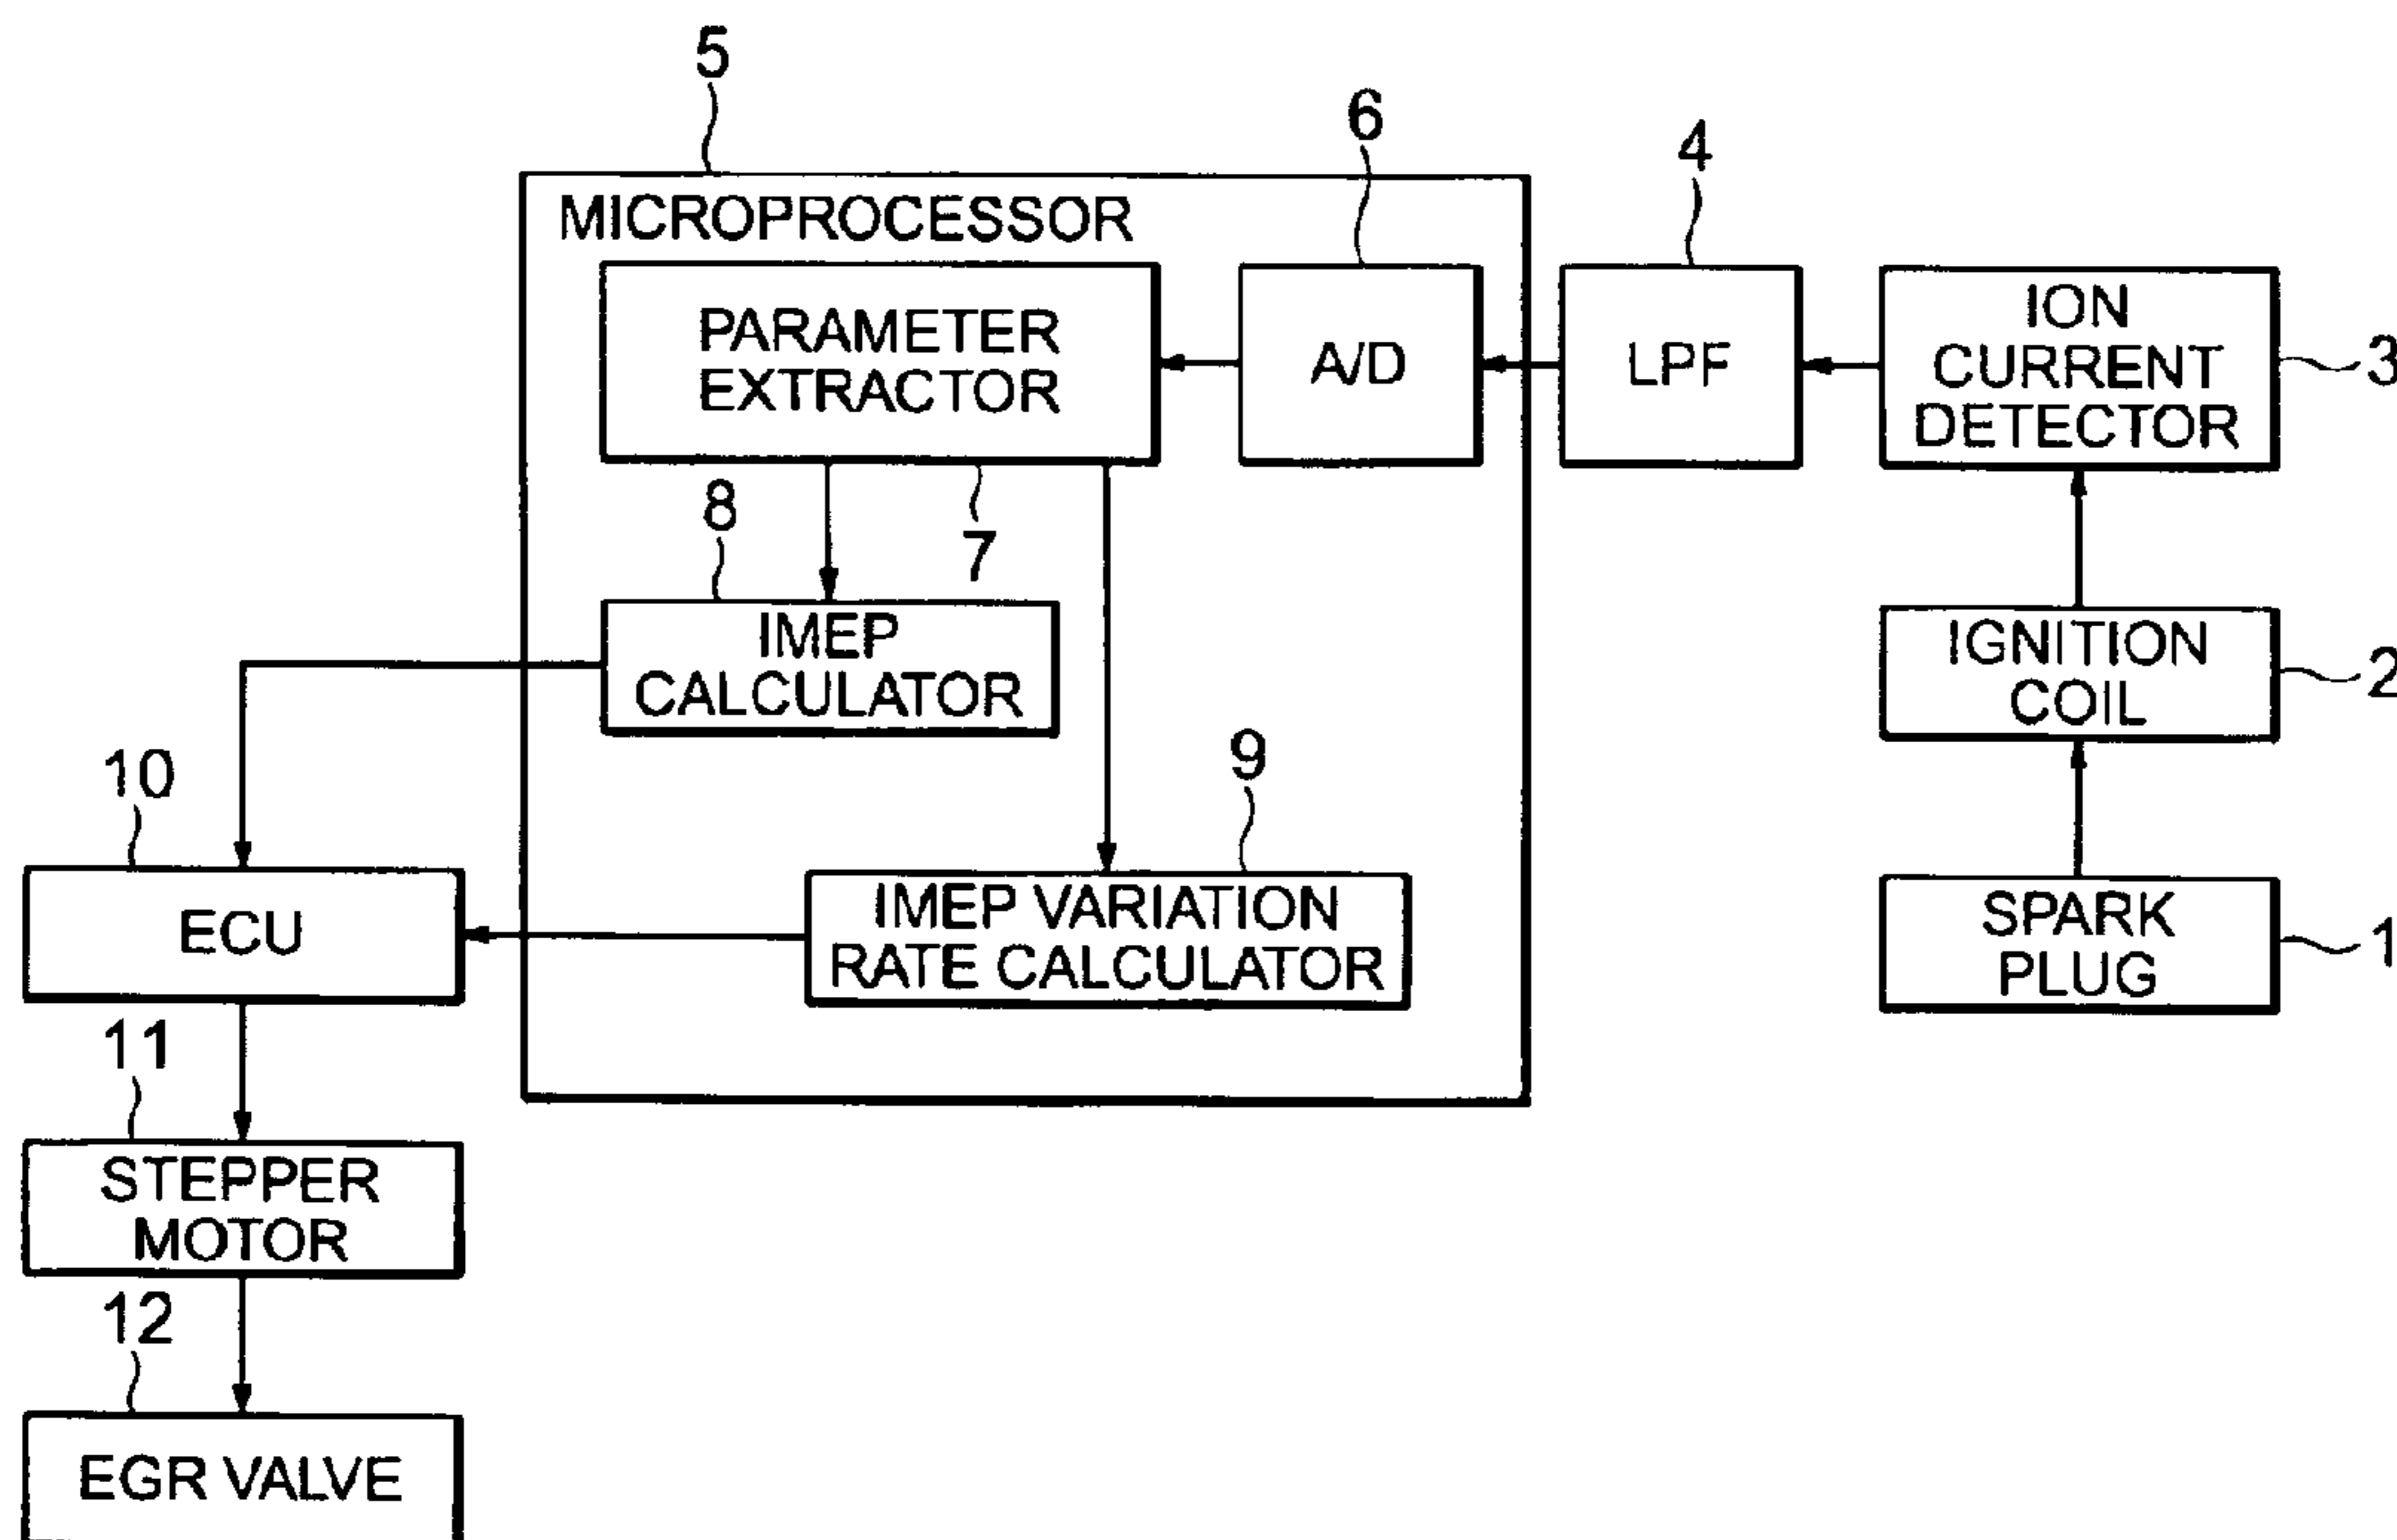 5
6
4
MICROPROCESSOR
PARAMETER
EXTRACTOR
A/D
LPF
ION
CURRENT
DETECTOR
3
8
7
IMEP
CALCULATOR
IGNITION
COIL
2
10
9
ECU
IMEP VARIATION
RATE CALCULATOR
SPARK
PLUG
1
11
STEPPER
MOTOR
12
EGR VALVE